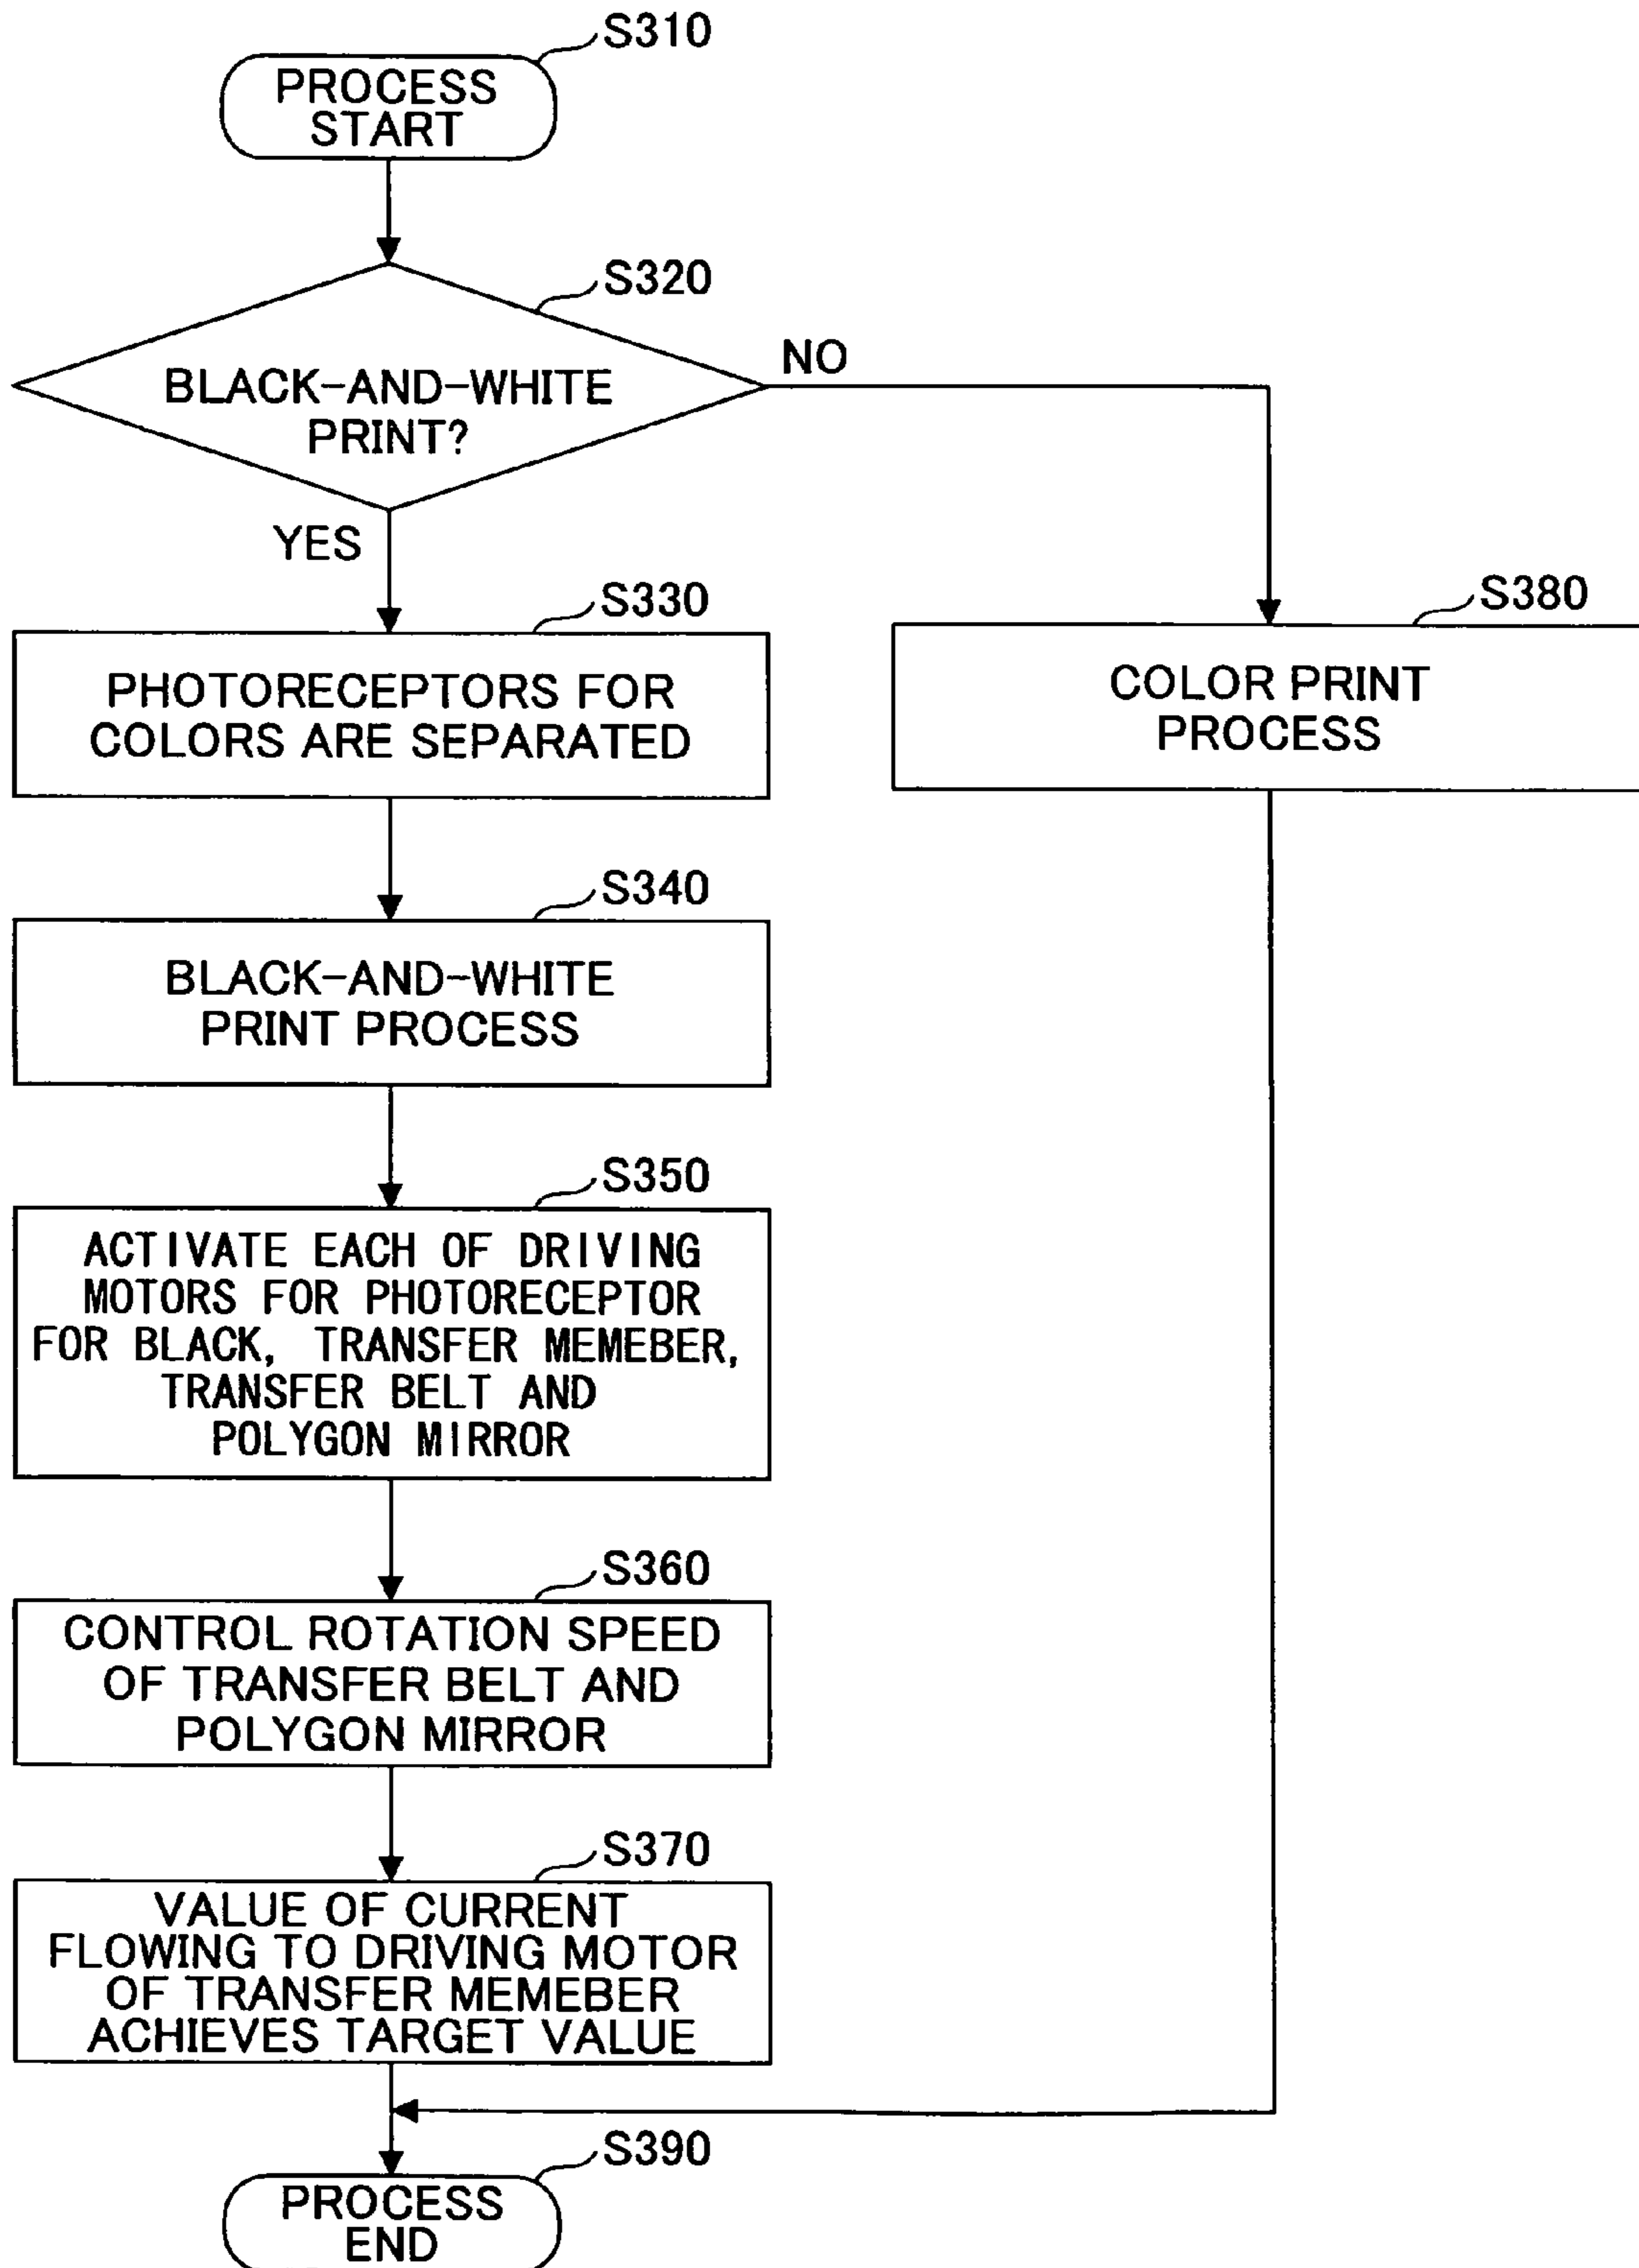 S310
PROCESS
START
S320
BLACK-AND-WHITE
PRINT?
NO
YES
S330
PHOTORECEPTORS FOR
COLORS ARE SEPARATED
S380
COLOR PRINT
PROCESS
S340
BLACK-AND-WHITE
PRINT PROCESS
S350
ACTIVATE EACH OF DRIVING
MOTORS FOR PHOTORECEPTOR
FOR BLACK, TRANSFER MEMEBER,
TRANSFER BELT AND
POLYGON MIRROR
S360
CONTROL ROTATION SPEED
OF TRANSFER BELT AND
POLYGON MIRROR
S370
VALUE OF CURRENT
FLOWING TO DRIVING MOTOR
OF TRANSFER MEMEBER
ACHIEVES TARGET VALUE
S390
PROCESS
END